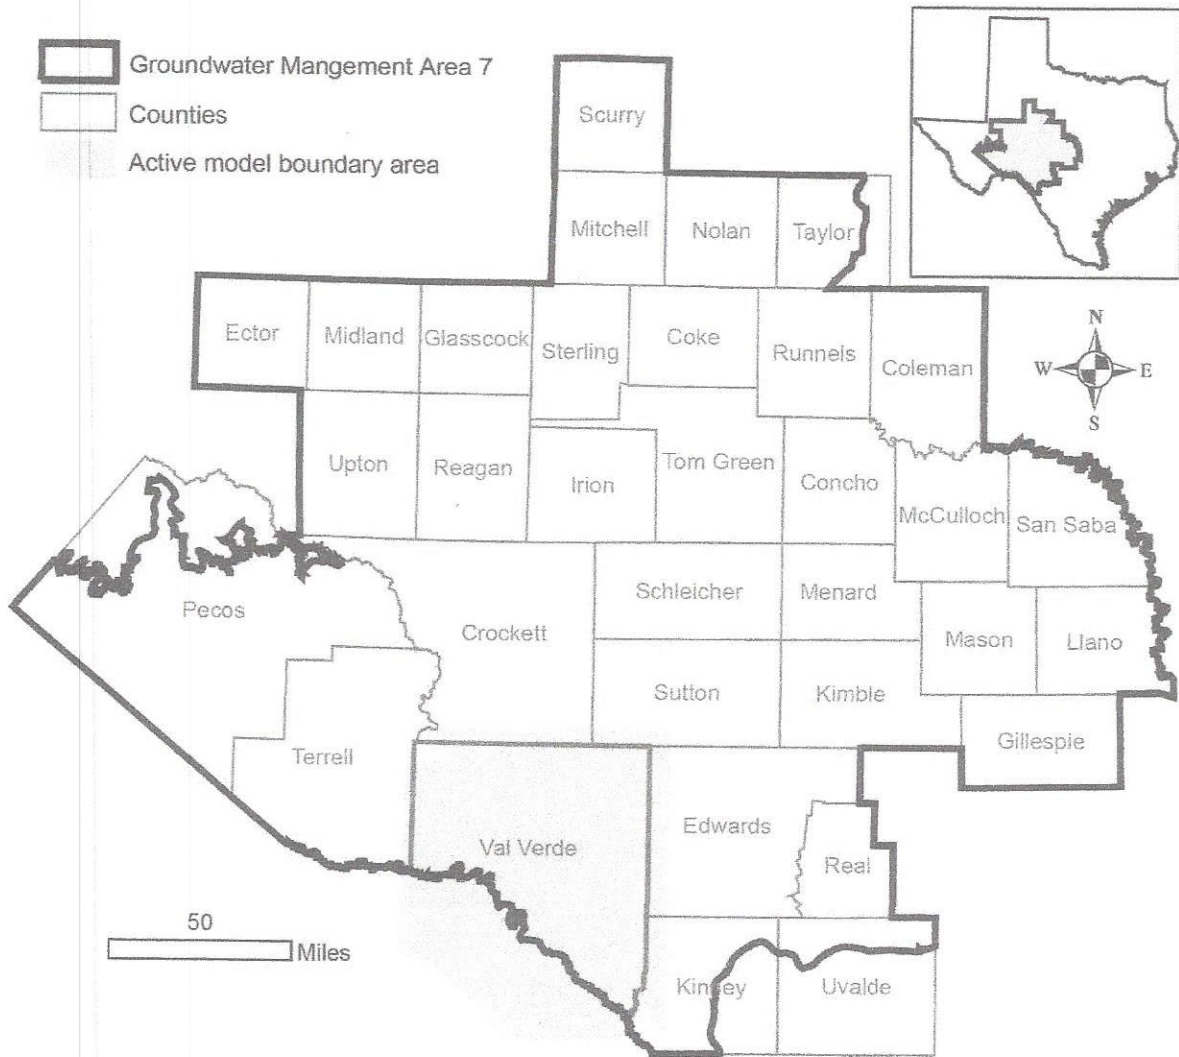 Groundwater Mangement Area 7
Counties
Active model boundary area
Scurry
Mitchell
Nolan
Taylor
Ector
Midland
Glasscock
Sterling
Coke
Runnels
Coleman
N
W
E
S
Upton
Reagan
Irion
Tom Green
Concho
McCulloch
San Saba
Pecos
Crockett
Schleicher
Menard
Mason
Llano
Sutton
Kimble
Terrell
Gillespie
Val Verde
Edwards
Real
50
Miles
Kinney
Uvalde